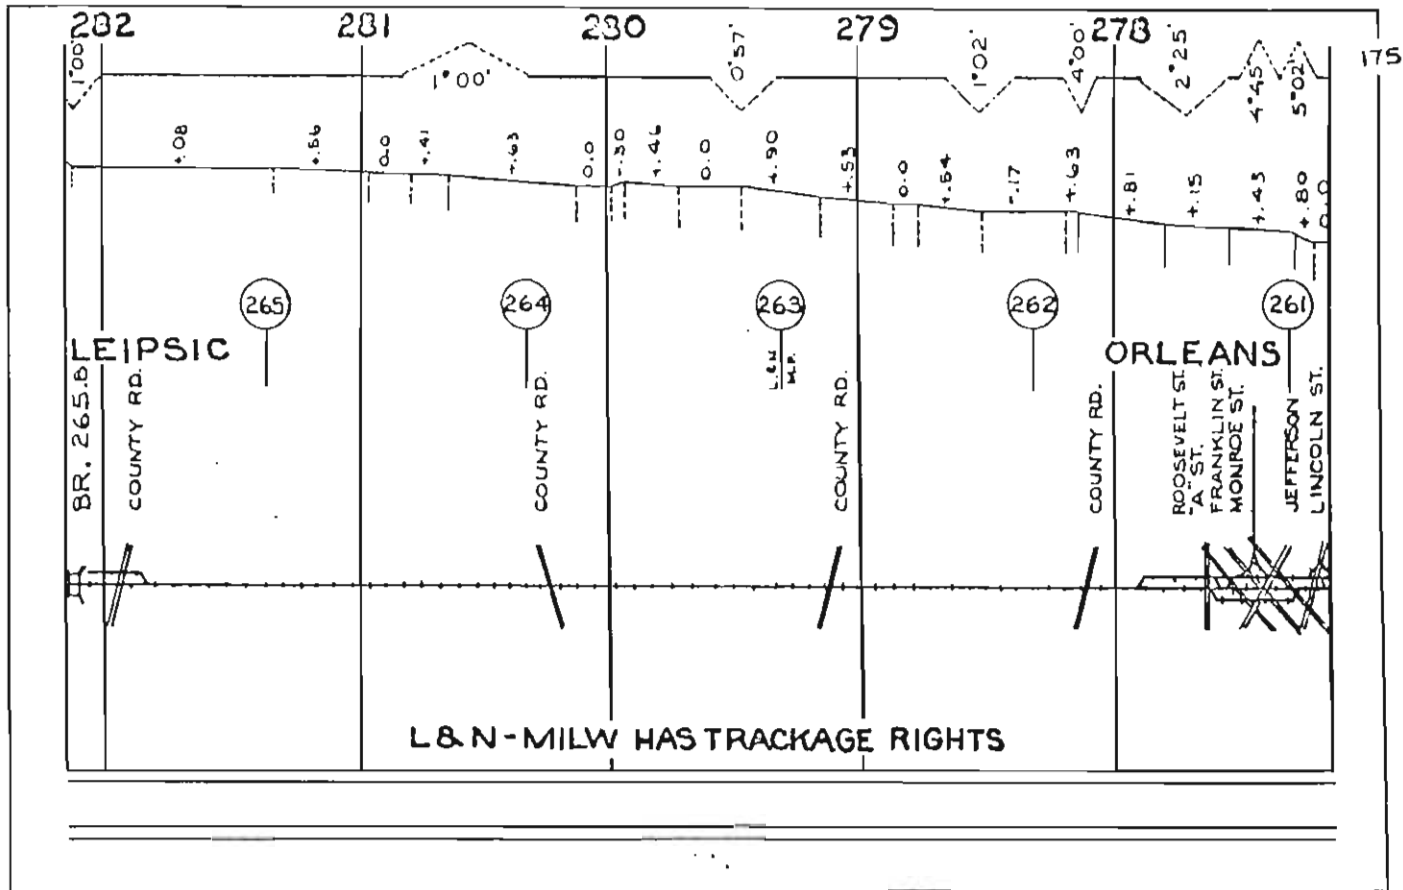 282 281 280 279 278
175
1°00' 1°00' 0°57' 1°02' 4°00' 2°25' 4°45' 5°02'
+.08 +.56 0.0 +.41 +.63 0.0 -.30 +.46 0.0 +.90 +.53 0.0 +.54 -.17 +.63 +.81 +.15 +.43 +.80 0.0
265 264 263 262 261
LEIPSIC
ORLEANS
L&N
M.P.
BR. 265.8
COUNTY RD.
COUNTY RD.
COUNTY RD.
COUNTY RD.
ROOSEVELT ST.
"A" ST.
FRANKLIN ST.
MONROE ST.
JEFFERSON
LINCOLN ST.
L&N-MILW HAS TRACKAGE RIGHTS